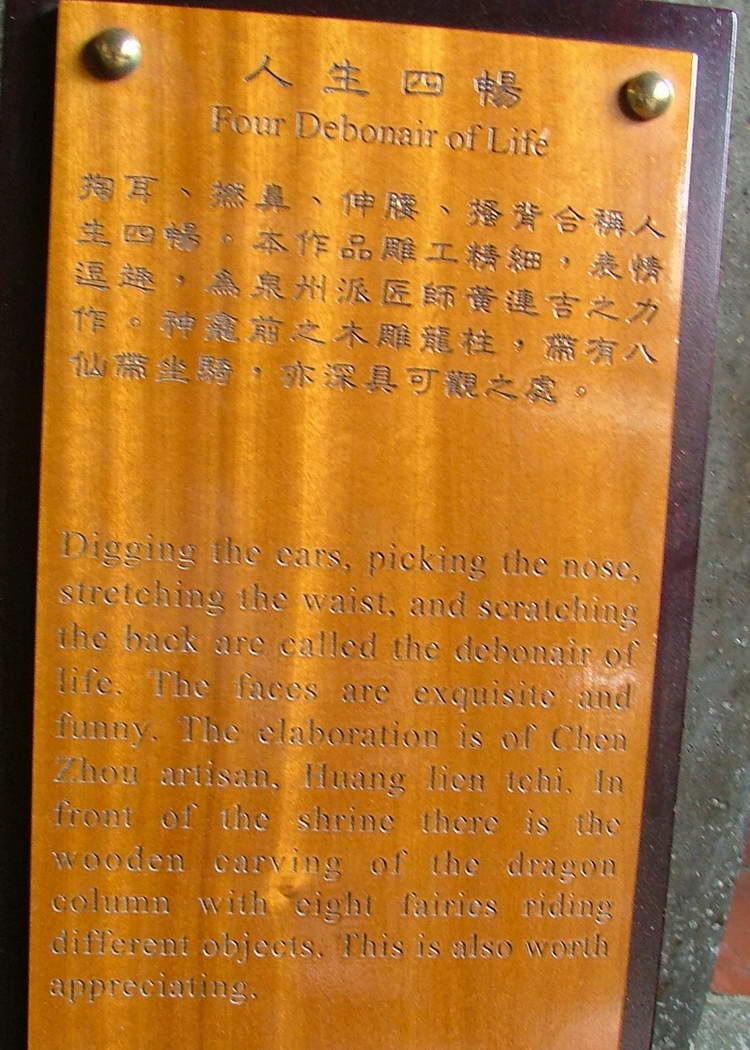 人生四暢
Four Debonair of Life
掏耳、撚鼻、伸腰、搔背合稱人
生四暢。本作品雕工精細，表情
逗趣，為泉州派匠師黃連吉之力
作。神龕前之木雕龍柱，帶有八
仙帶坐騎，亦深具可觀之處。
Digging the ears, picking the nose,
stretching the waist, and scratching
the back are called the debonair of
life. The faces are exquisite and
funny. The elaboration is of Chen
Zhou artisan, Huang lien tchi. In
front of the shrine there is the
wooden carving of the dragon
column with eight fairies riding
different objects. This is also worth
appreciating.